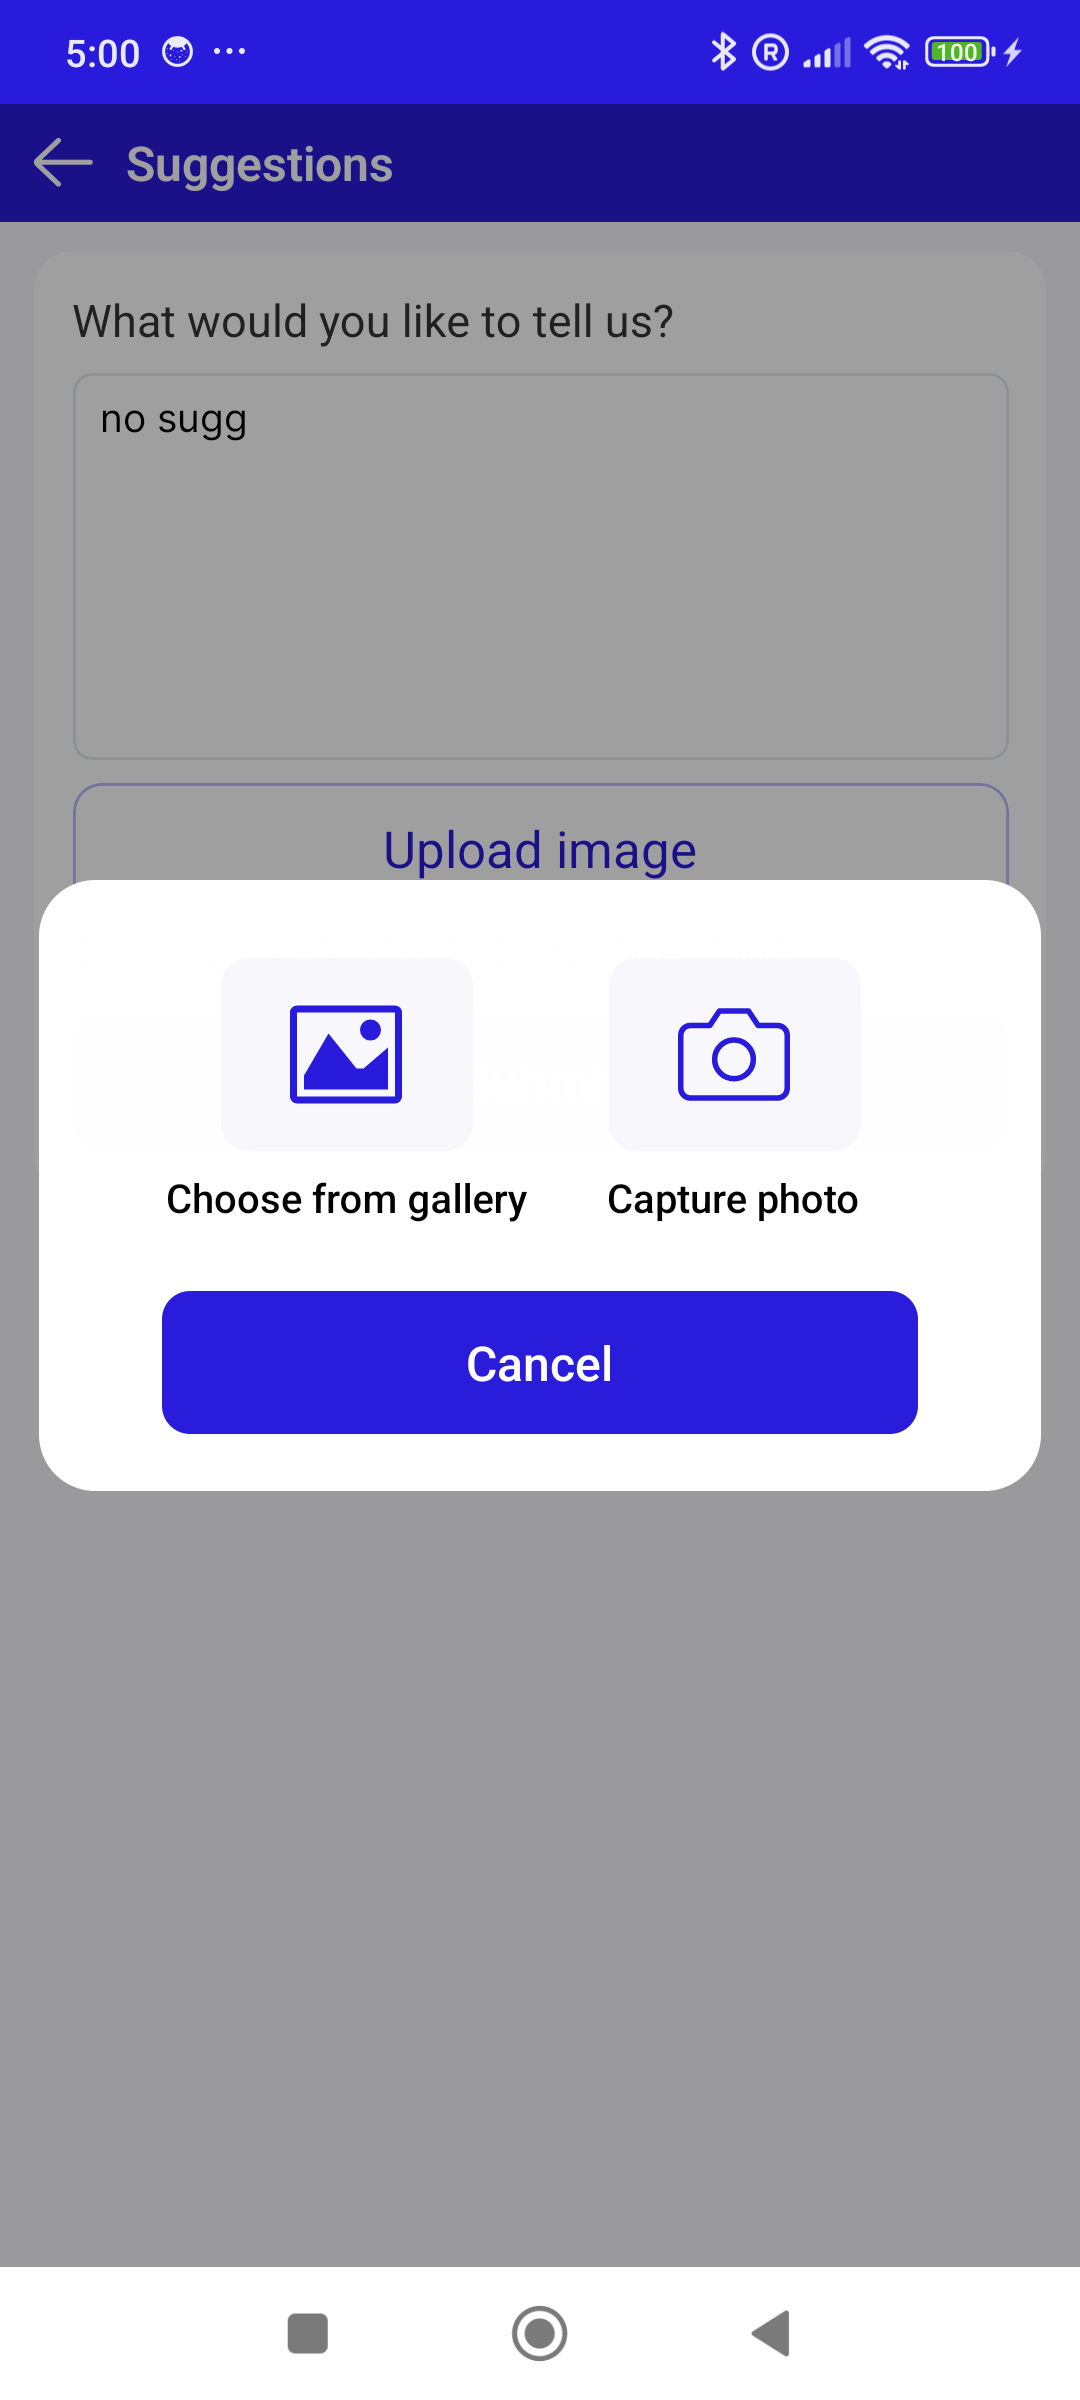 5:00
R
100
Suggestions
What would you like to tell us?
no sugg
Upload image
Choose from gallery
Capture photo
Cancel